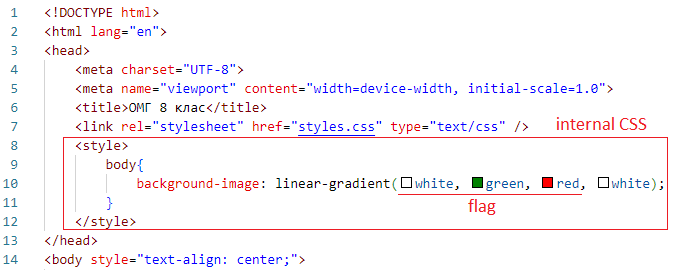 1 <!DOCTYPE html>
2 <html lang="en">
3 <head>
4 <meta charset="UTF-8">
5 <meta name="viewport" content="width=device-width, initial-scale=1.0">
6 <title>ОМГ 8 клас</title>
7 <link rel="stylesheet" href="styles.css" type="text/css" />
internal CSS
8 <style>
9 body{
10 background-image: linear-gradient(white, green, red, white);
flag
11 }
12 </style>
13 </head>
14 <body style="text-align: center;">